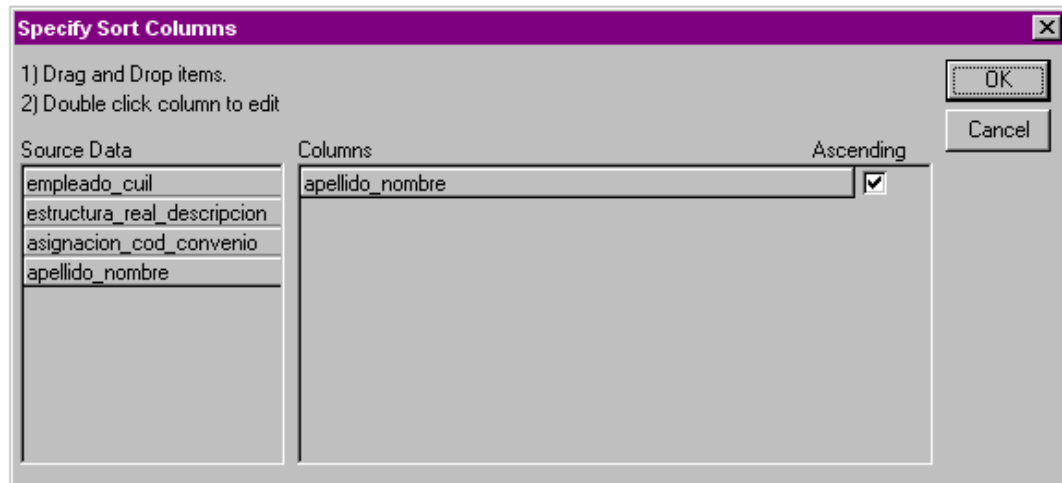 Specify Sort Columns
1) Drag and Drop items.
2) Double click column to edit
OK
Cancel
Source Data
Columns
Ascending
empleado_cuil
estructura_real_descripcion
asignacion_cod_convenio
apellido_nombre
apellido_nombre